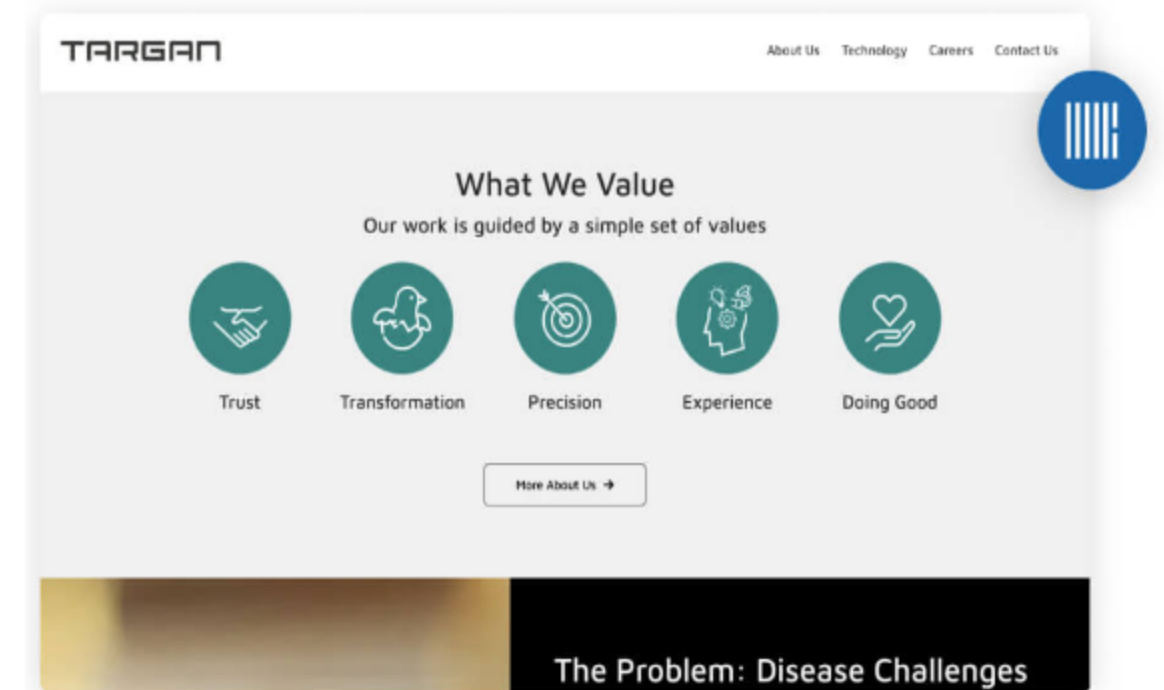 TARGAN
About Us Technology Careers Contact Us
What We Value
Our work is guided by a simple set of values
Trust Transformation Precision Experience Doing Good
More About Us →
The Problem: Disease Challenges